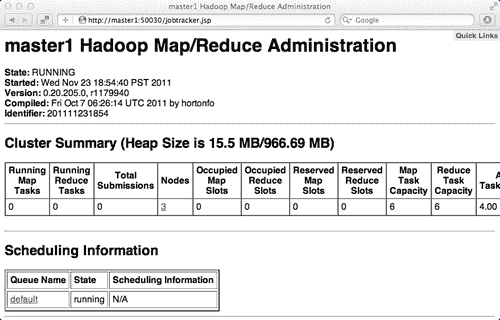 master1 Hadoop Map/Reduce Administration
http://master1:50030/jobtracker.jsp
Quick Links
master1 Hadoop Map/Reduce Administration
State: RUNNING
Started: Wed Nov 23 18:54:40 PST 2011
Version: 0.20.205.0, r1179940
Compiled: Fri Oct 7 06:26:14 UTC 2011 by hortonfo
Identifier: 201111231854
Cluster Summary (Heap Size is 15.5 MB/966.69 MB)
Running Map Tasks Running Reduce Tasks Total Submissions Nodes Occupied Map Slots Occupied Reduce Slots Reserved Map Slots Reserved Reduce Slots Map Task Capacity Reduce Task Capacity A Task
0 0 0 3 0 0 0 0 6 6 4.00
Scheduling Information
Queue Name State Scheduling Information
default running N/A